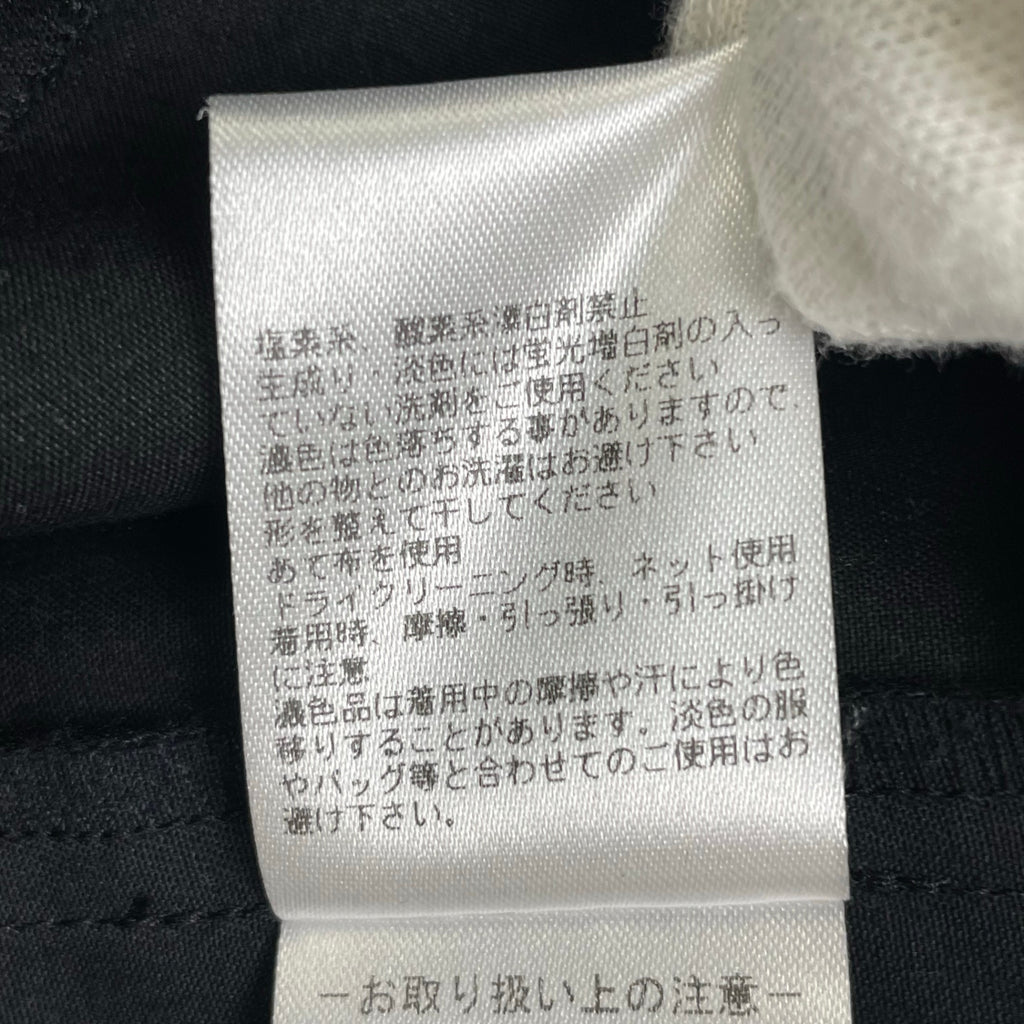 塩素系、酸素系漂白剤禁止
生成り・淡色には蛍光増白剤の入っ
ていない洗剤をご使用ください
濃色は色落ちする事がありますので、
他の物とのお洗濯はお避け下さい
形を整えて干してください
あて布を使用
ドライクリーニング時、ネット使用
着用時、摩擦・引っ張り・引っ掛け
に注意
濃色品は着用中の摩擦や汗により色
移りすることがあります。淡色の服
やバッグ等と合わせてのご使用はお
避け下さい。
－お取り扱い上の注意－